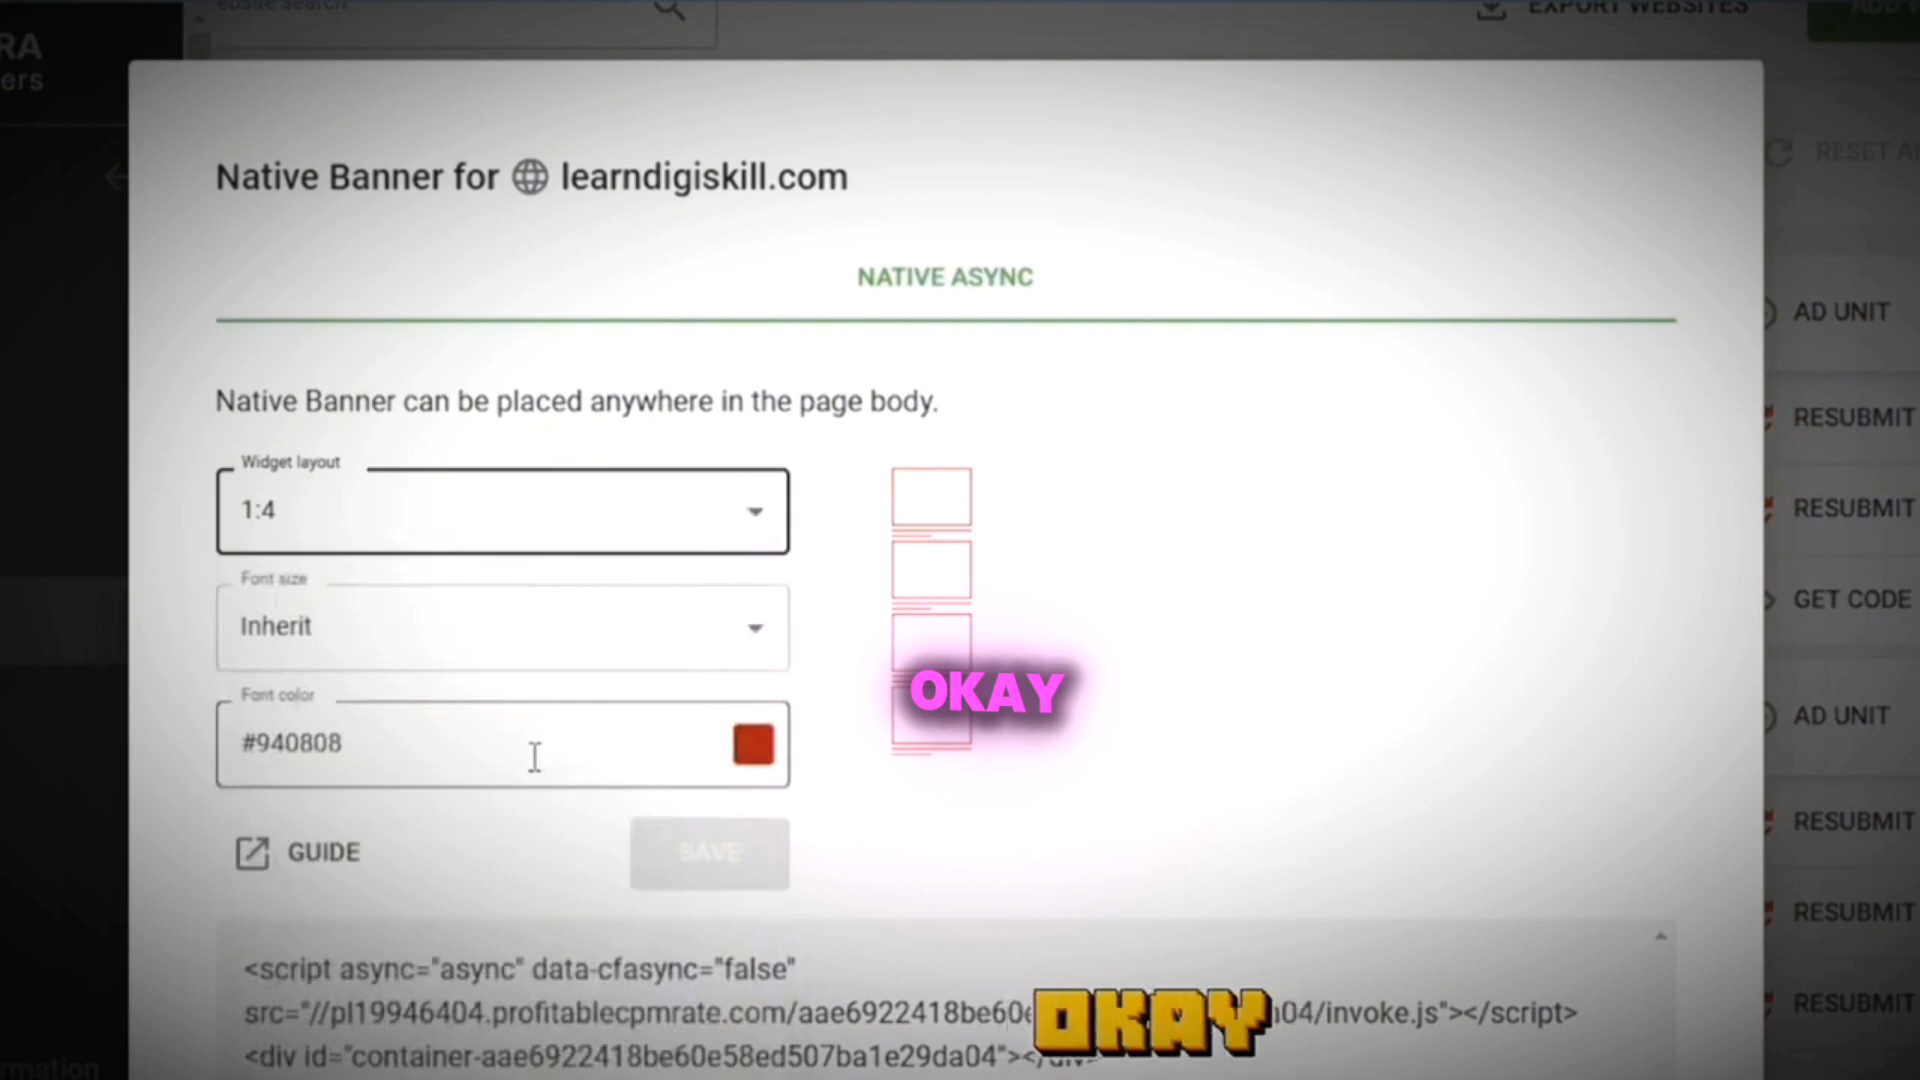 EXPORT WEBSITES
RA
ers
RESET
Native Banner for learndigiskill.com
NATIVE ASYNC
AD UNIT
Native Banner can be placed anywhere in the page body.
RESUBMIT
Widget layout
1:4
RESUBMIT
Font size
Inherit
GET CODE
OKAY
Font color
#940808
AD UNIT
GUIDE
SAVE
RESUBMIT
RESUBMIT
<script async="async" data-cfasync="false"
src="//pl19946404.profitablecpmrate.com/aae6922418be60 04/invoke.js"></script>
OKAY
RESUBMIT
<div id="container-aae6922418be60e58ed507ba1e29da04"></div>
rmation